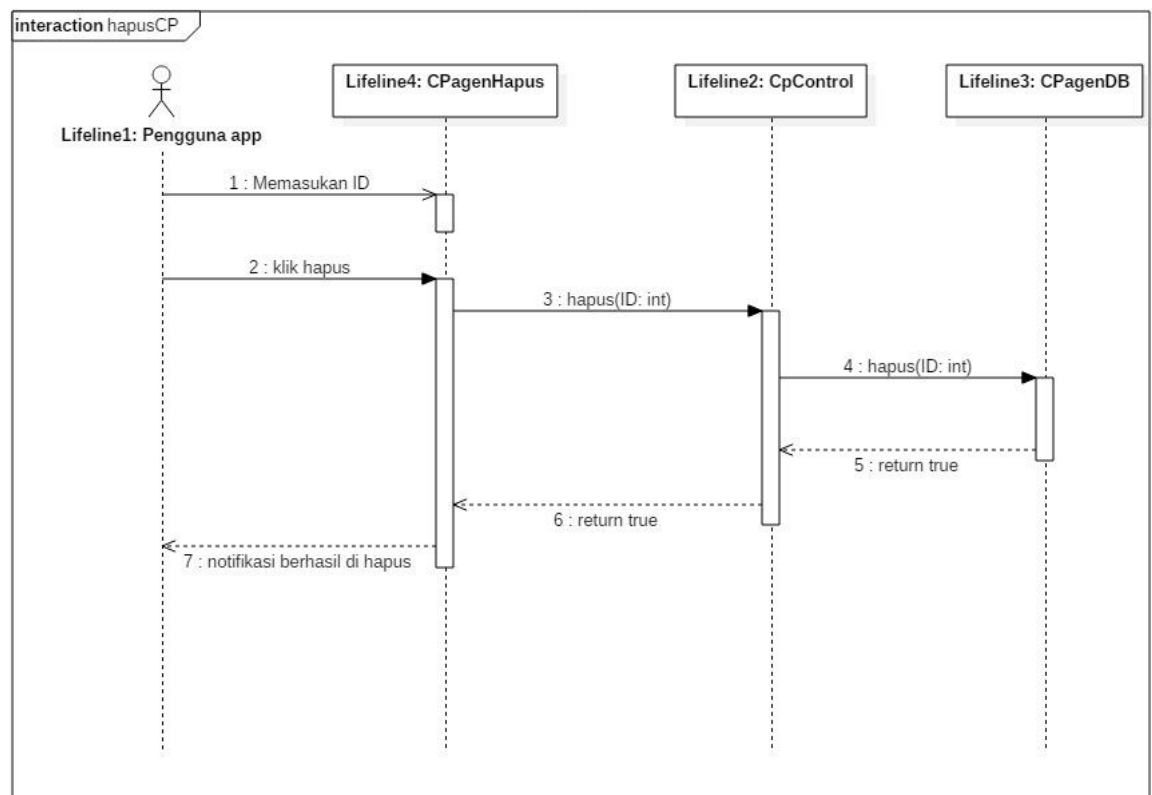 interaction hapusCP
Lifeline4: CPagenHapus
Lifeline2: CpControl
Lifeline3: CPagenDB
Lifeline1: Pengguna app
1 : Memasukan ID
2 : klik hapus
3 : hapus(ID: int)
4 : hapus(ID: int)
5 : return true
6 : return true
7 : notifikasi berhasil di hapus